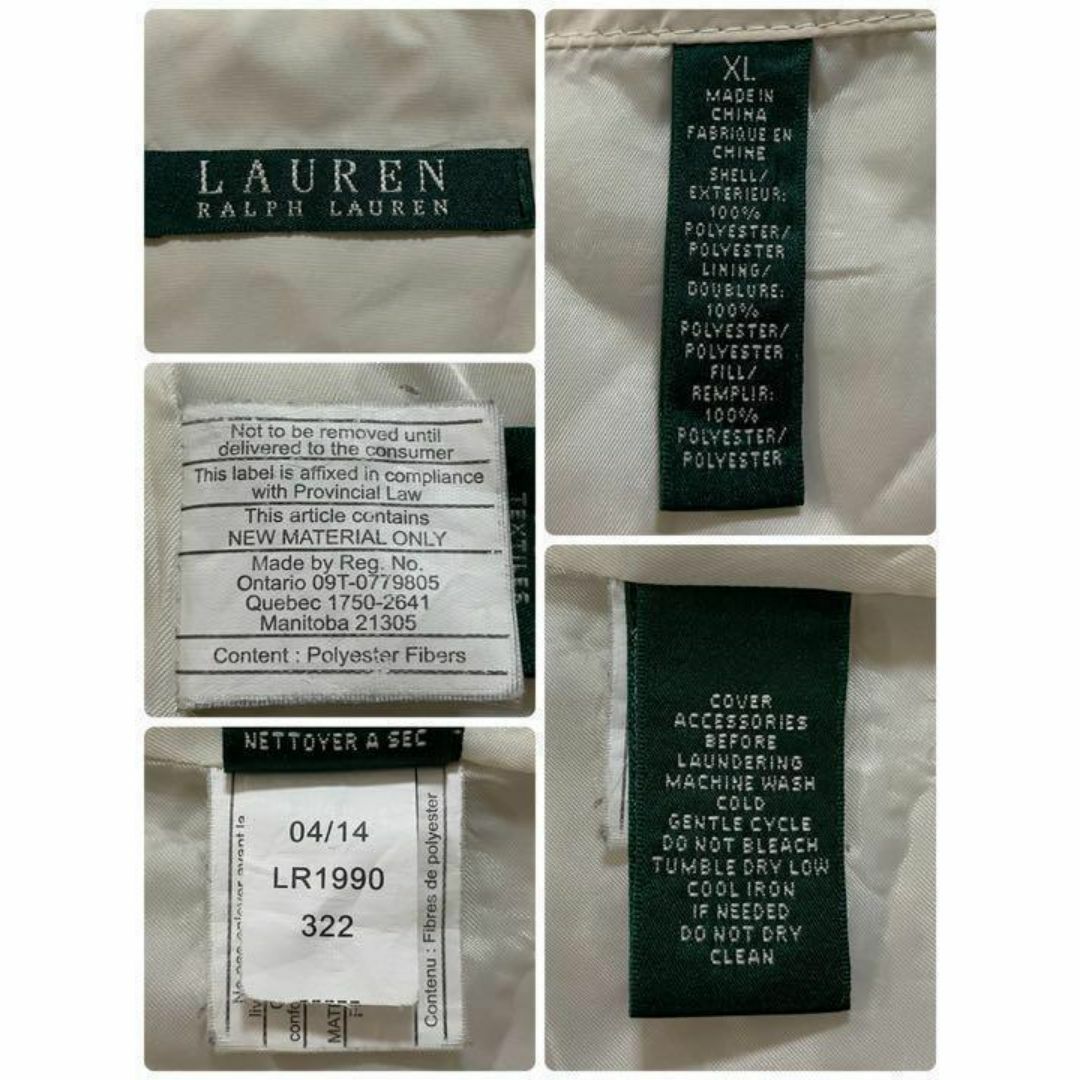 LAUREN
RALPH LAUREN
XL
MADE IN
CHINA
FABRIQUE EN
CHINE
SHELL/
EXTERIEUR:
100%
POLYESTER/
POLYESTER
LINING/
DOUBLURE:
100%
POLYESTER/
POLYESTER
FILL/
REMPLIR:
100%
POLYESTER/
POLYESTER
Not to be removed until
delivered to the consumer
This label is affixed in compliance
with Provincial Law
This article contains
NEW MATERIAL ONLY
Made by Reg. No.
Ontario 09T-0779805
Quebec 1750-2641
Manitoba 21305
Content : Polyester Fibers
TEXTILES
NETTOYER A SEC
04/14
LR1990
322
Contenu : Fibres de polyester
COVER
ACCESSORIES
BEFORE
LAUNDERING
MACHINE WASH
COLD
GENTLE CYCLE
DO NOT BLEACH
TUMBLE DRY LOW
COOL IRON
IF NEEDED
DO NOT DRY
CLEAN